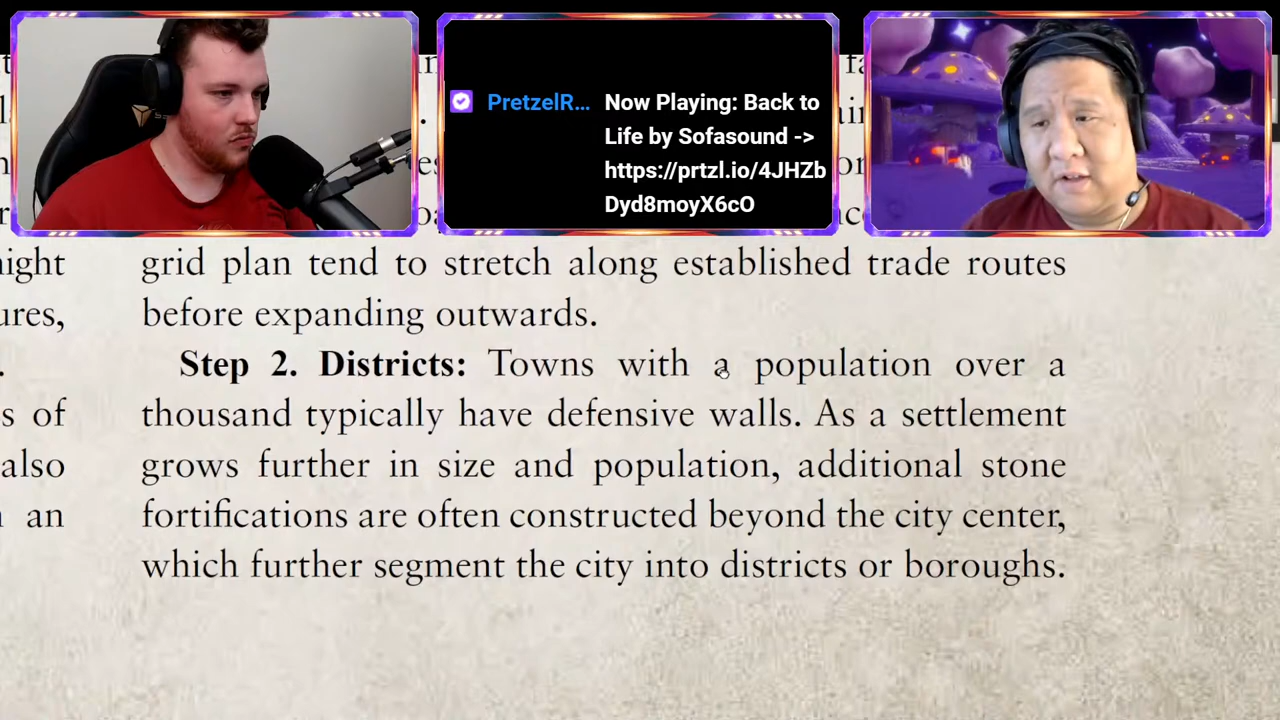 PretzelR... Now Playing: Back to
Life by Sofasound ->
https://prtzl.io/4JHZb
Dyd8moyX6cO
grid plan tend to stretch along established trade routes
before expanding outwards.
Step 2. Districts: Towns with a population over a
thousand typically have defensive walls. As a settlement
grows further in size and population, additional stone
fortifications are often constructed beyond the city center,
which further segment the city into districts or boroughs.
s of
also
an